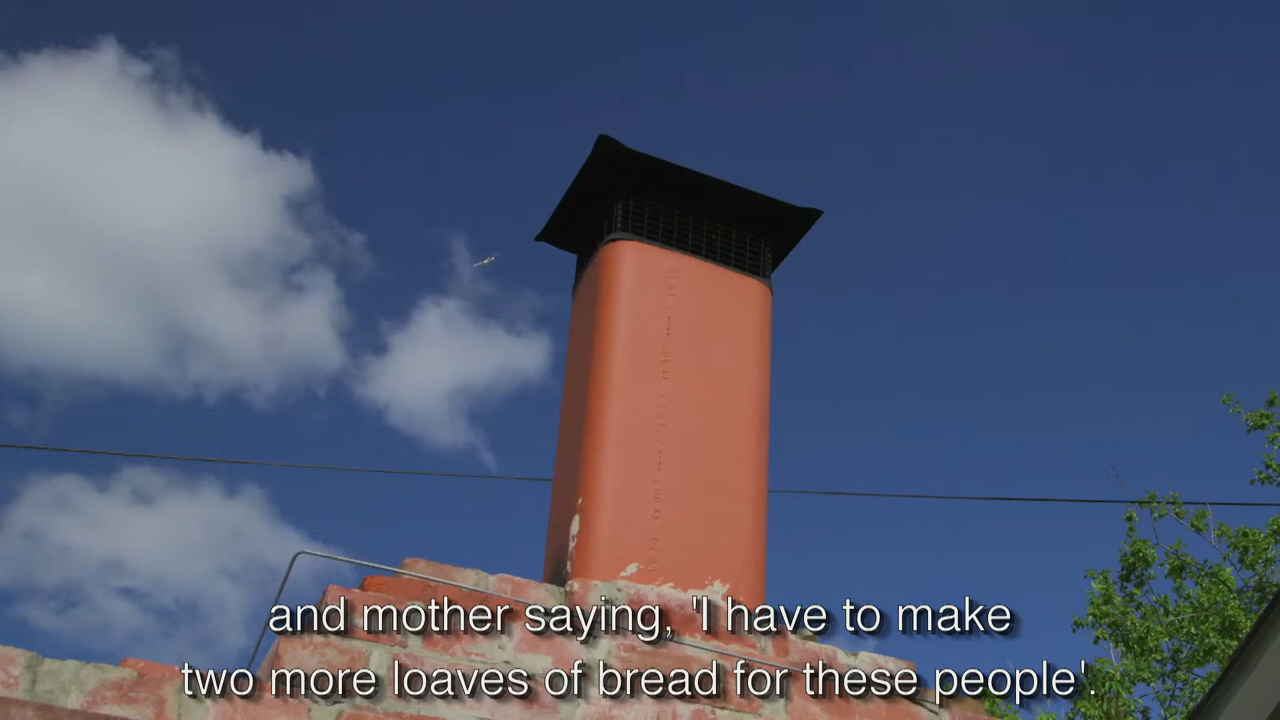 and mother saying, 'I have to make
two more loaves of bread for these people'.